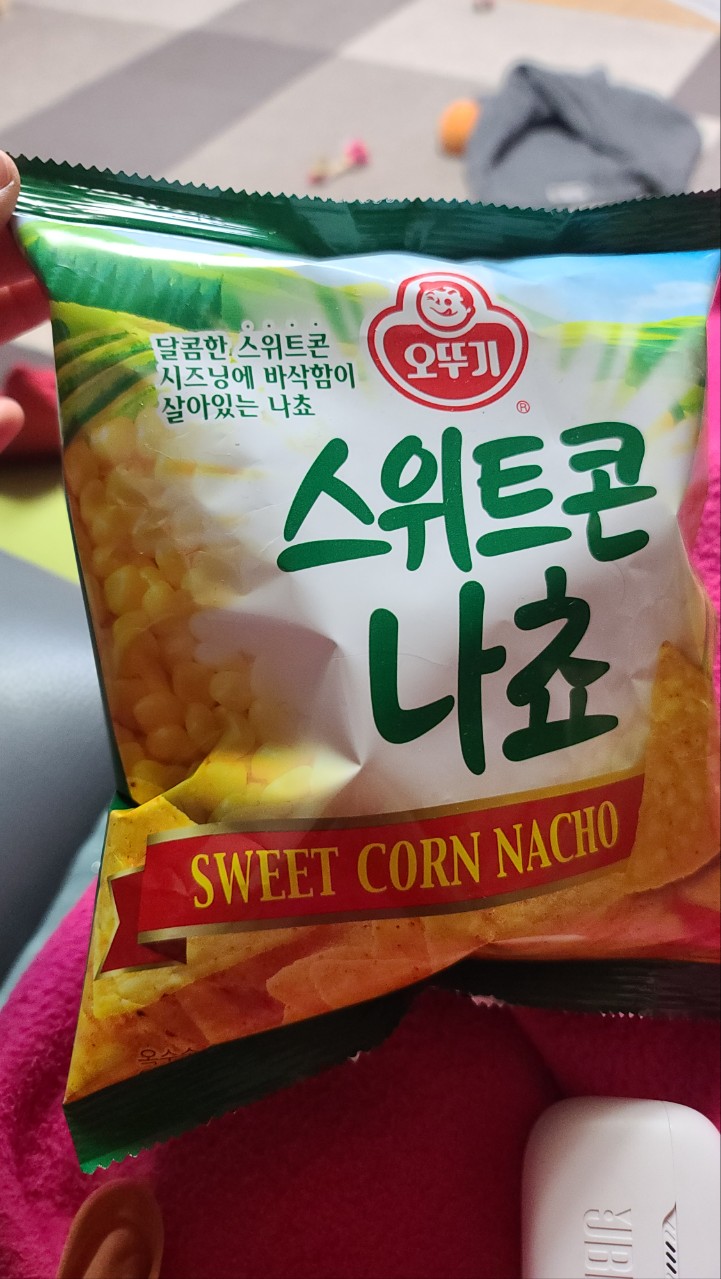 달콤한 스위트콘
시즈닝에 바삭함이
살아있는 나쵸
오뚜기
®
스위트콘
나쵸
SWEET CORN NACHO